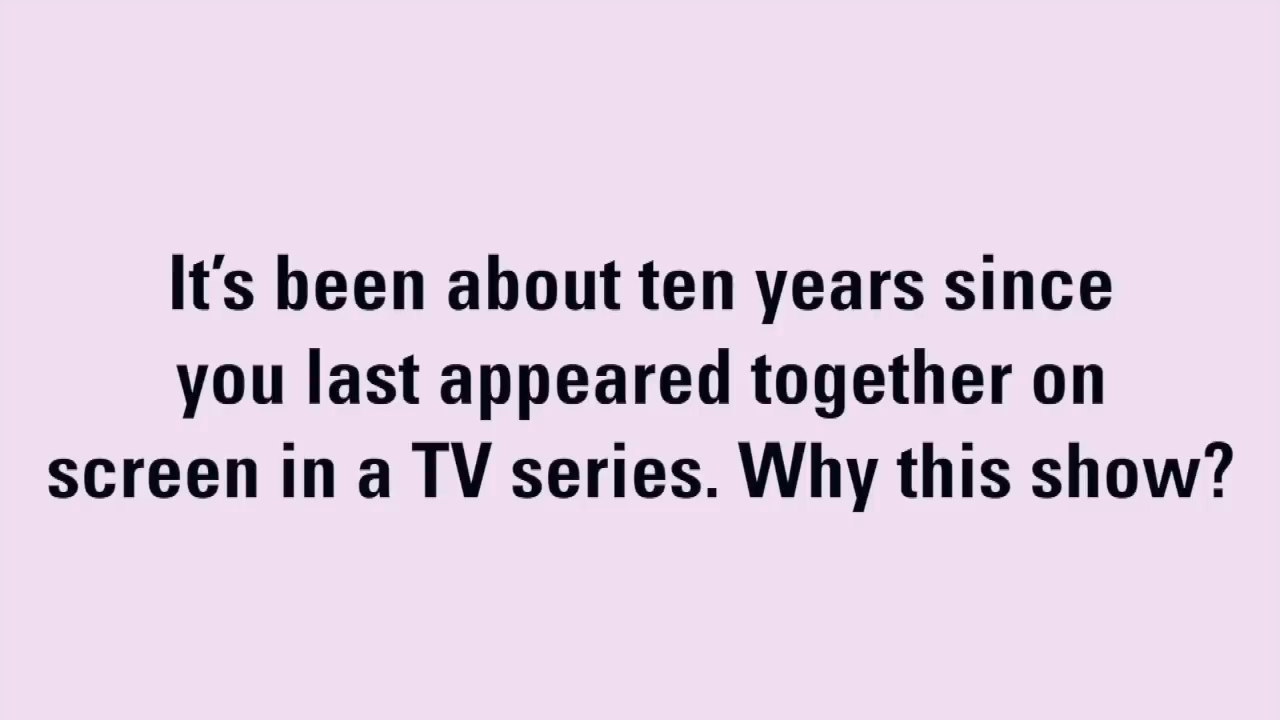 It’s been about ten years since
you last appeared together on
screen in a TV series. Why this show?